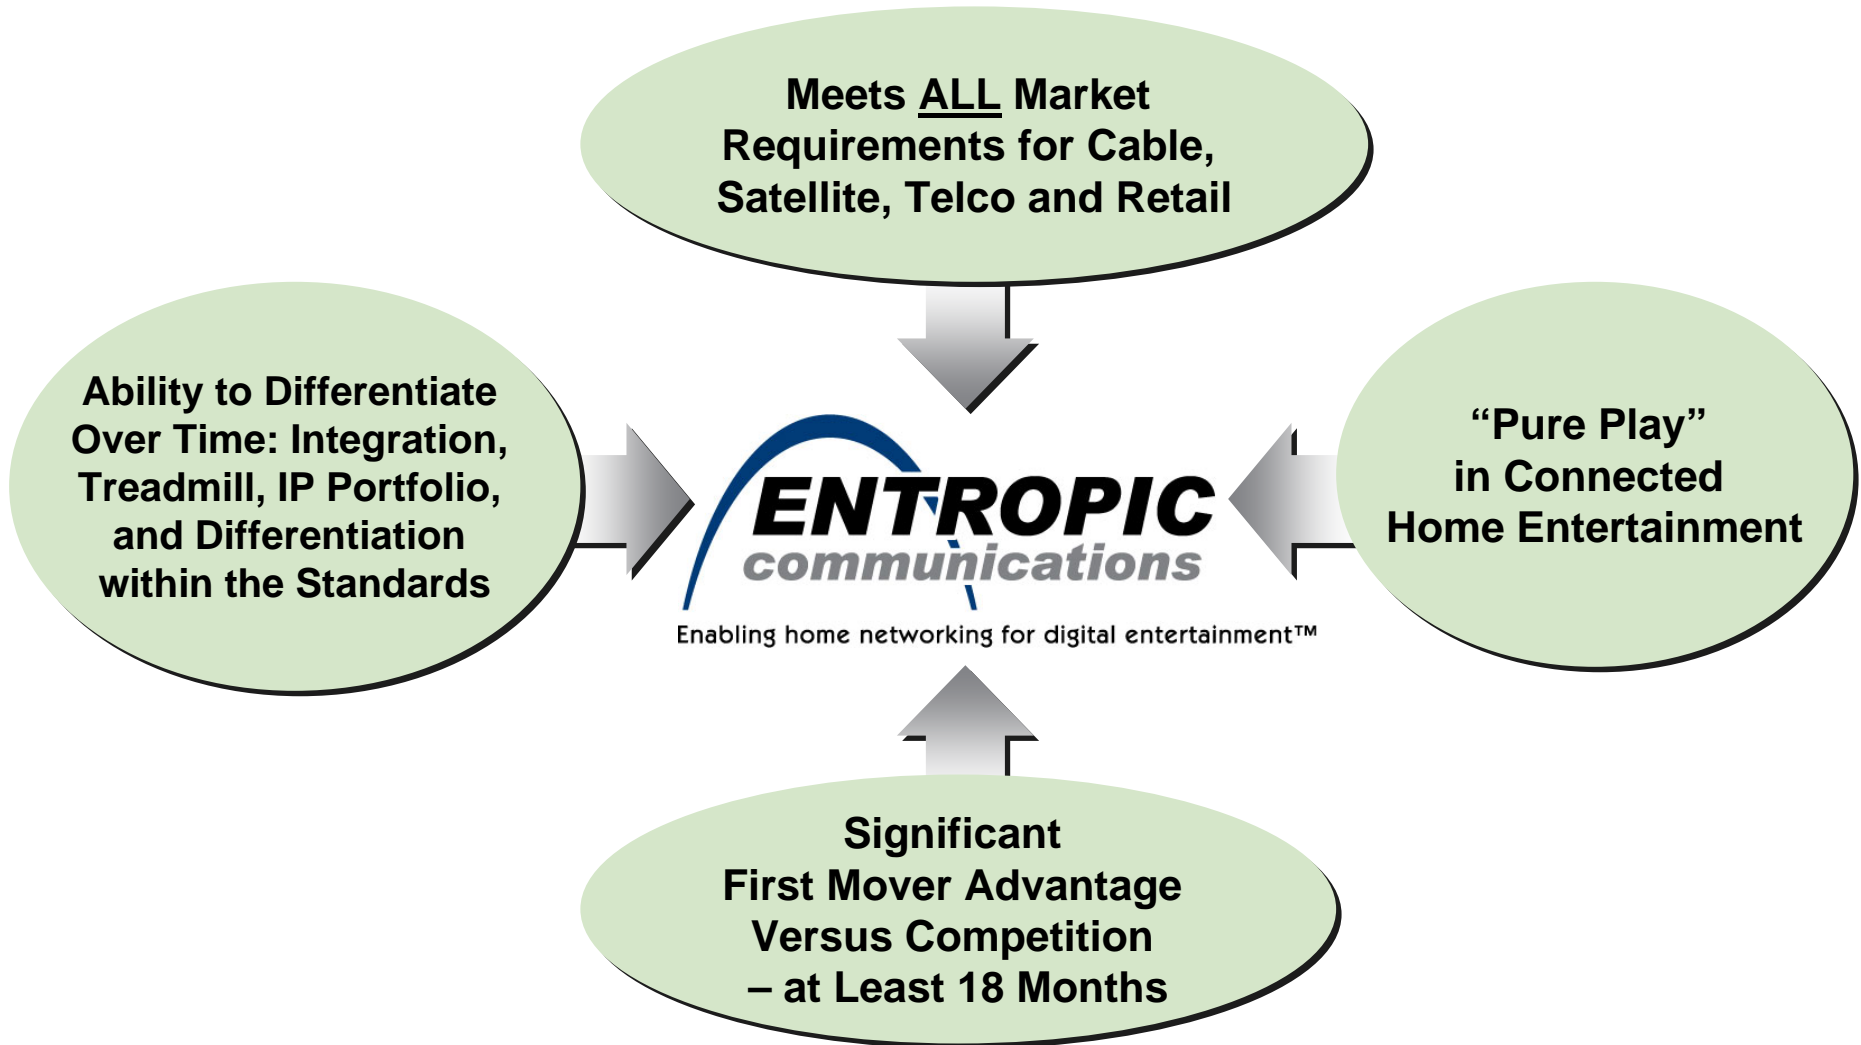 Meets ALL Market
Requirements for Cable,
Satellite, Telco and Retail
Ability to Differentiate
Over Time: Integration,
Treadmill, IP Portfolio,
and Differentiation
within the Standards
ENTROPIC
communications
Enabling home networking for digital entertainment™
“Pure Play”
in Connected
Home Entertainment
Significant
First Mover Advantage
Versus Competition
– at Least 18 Months